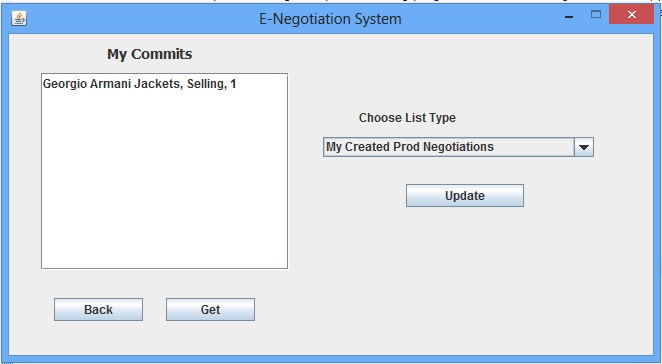 E-Negotiation System
My Commits
Georgio Armani Jackets, Selling, 1
Choose List Type
My Created Prod Negotiations
Update
Back
Get